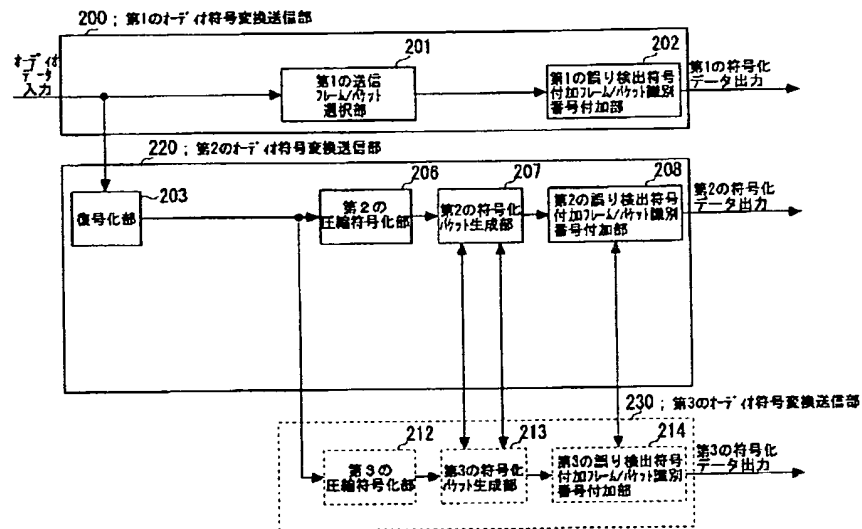 200；第1のオーディオ符号変換送信部
オーディオ
データ
入力
201
第1の送信
フレーム/パケット
選択部
202
第1の誤り検出符号
付加フレーム/パケット識別
番号付加部
第1の符号化
データ出力
220；第2のオーディオ符号変換送信部
復号化部
203
206
第2の
圧縮符号化部
207
第2の符号化
パケット生成部
208
第2の誤り検出符号
付加フレーム/パケット識別
番号付加部
第2の符号化
データ出力
230；第3のオーディオ符号変換送信部
212
第3の
圧縮符号化部
213
第3の符号化
パケット生成部
214
第3の誤り検出符号
付加フレーム/パケット識別
番号付加部
第3の符号化
データ出力